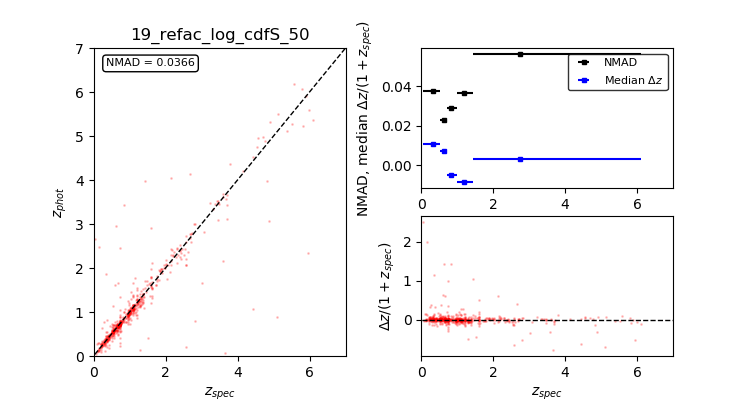 19_refac_log_cdfS_50
NMAD = 0.0366
7
6
5
4
3
2
1
0
z_phot
0 2 4 6
z_spec
NMAD, median Δz/(1 + z_spec)
0.04
0.02
0.00
NMAD
Median Δz
0 2 4 6
Δz/(1 + z_spec)
2
1
0
0 2 4 6
z_spec